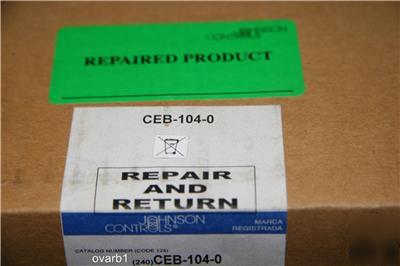 JOHNSON
CONTROLS
REPAIRED PRODUCT
CEB-104-0
REPAIR
AND
RETURN
JOHNSON
CONTROLS®
MARCA
REGISTRADA
CATALOG NUMBER (CODE 128)
(240)CEB-104-0
ovarb1